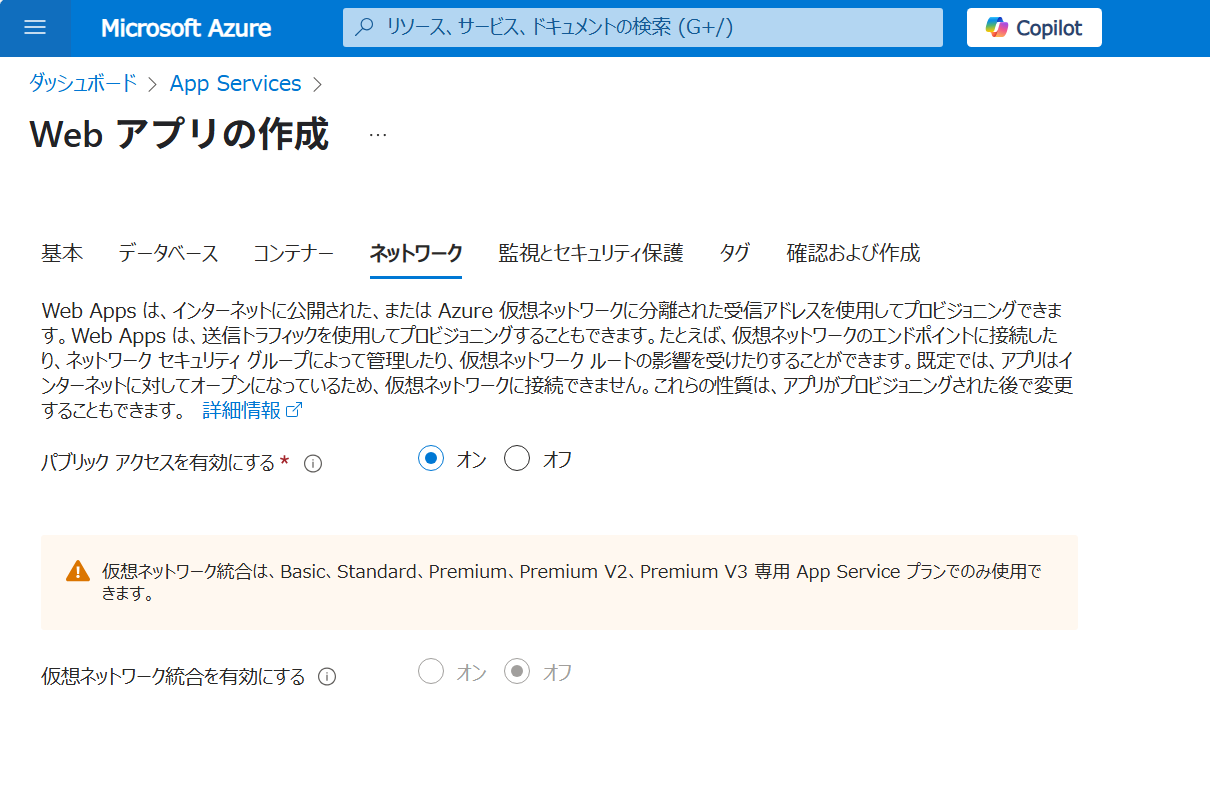 Microsoft Azure
リソース、サービス、ドキュメントの検索 (G+/)
Copilot
ダッシュボード > App Services >
Web アプリの作成 …
基本 データベース コンテナー ネットワーク 監視とセキュリティ保護 タグ 確認および作成
Web Apps は、インターネットに公開された、または Azure 仮想ネットワークに分離された受信アドレスを使用してプロビジョニングできま
す。Web Apps は、送信トラフィックを使用してプロビジョニングすることもできます。たとえば、仮想ネットワークのエンドポイントに接続した
り、ネットワーク セキュリティ グループによって管理したり、仮想ネットワーク ルートの影響を受けたりすることができます。既定では、アプリはイ
ンターネットに対してオープンになっているため、仮想ネットワークに接続できません。これらの性質は、アプリがプロビジョニングされた後で変更
することもできます。 詳細情報
パブリック アクセスを有効にする * オン オフ
仮想ネットワーク統合は、Basic、Standard、Premium、Premium V2、Premium V3 専用 App Service プランでのみ使用で
きます。
仮想ネットワーク統合を有効にする オン オフ